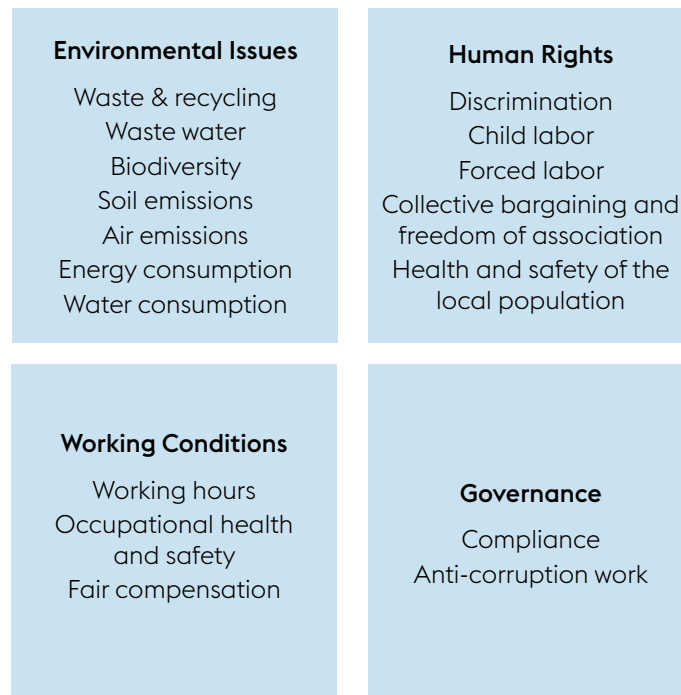 Environmental Issues
Waste & recycling
Waste water
Biodiversity
Soil emissions
Air emissions
Energy consumption
Water consumption
Human Rights
Discrimination
Child labor
Forced labor
Collective bargaining and
freedom of association
Health and safety of the
local population
Working Conditions
Working hours
Occupational health
and safety
Fair compensation
Governance
Compliance
Anti-corruption work